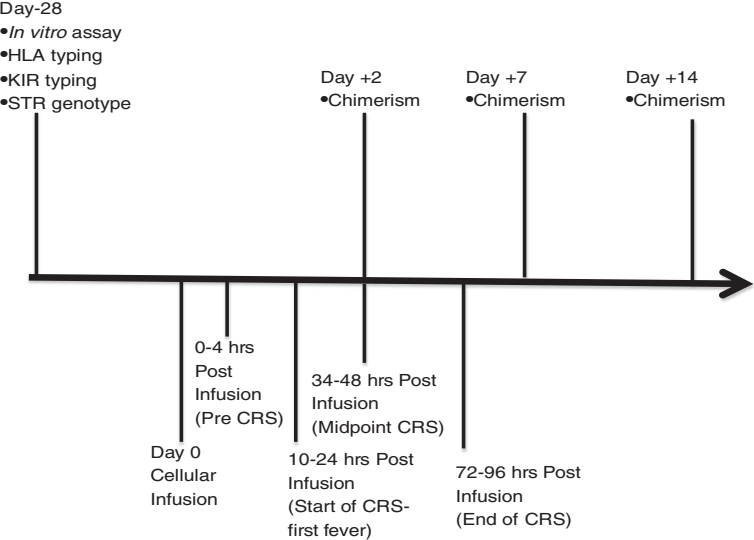 Day-28
•In vitro assay
•HLA typing
•KIR typing
•STR genotype
Day +2
•Chimerism
Day +7
•Chimerism
Day +14
•Chimerism
0-4 hrs
Post
Infusion
(Pre CRS)
34-48 hrs Post
Infusion
(Midpoint CRS)
Day 0
Cellular
Infusion
10-24 hrs Post
Infusion
(Start of CRS-
first fever)
72-96 hrs Post
Infusion
(End of CRS)